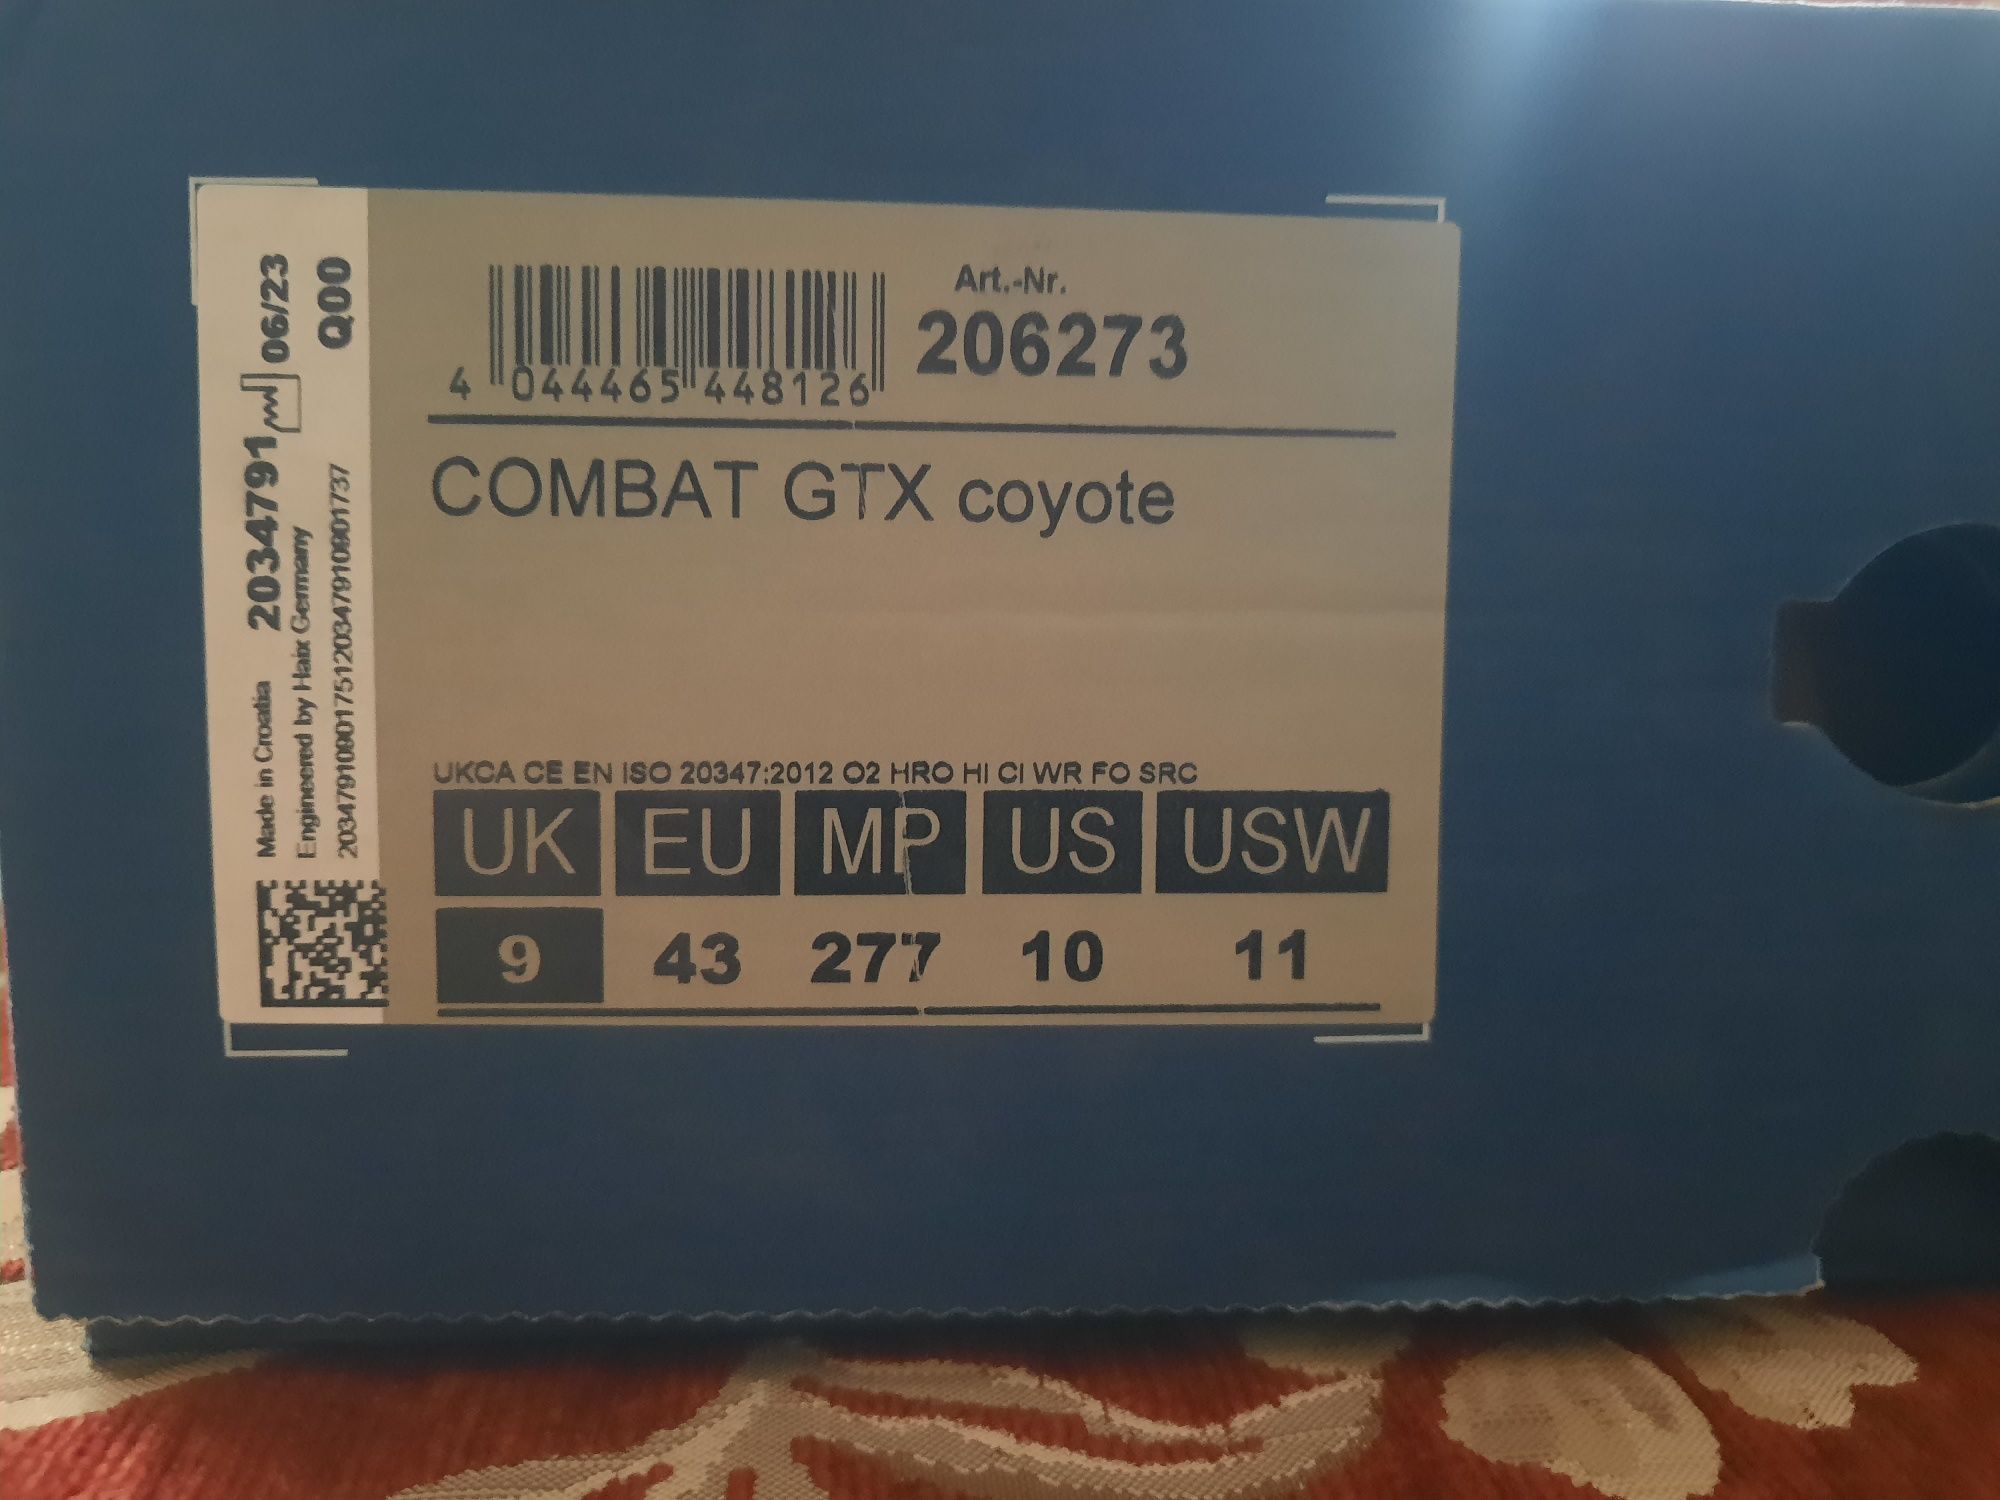 Made in Croatia 2034791 06/23
Engineered by Haix Germany Q00
4 044465 448126
Art.-Nr.
206273
COMBAT GTX coyote
UKCA CE EN ISO 20347:2012 O2 HRO HI CI WR FO SRC
UK EU MP US USW
9 43 277 10 11